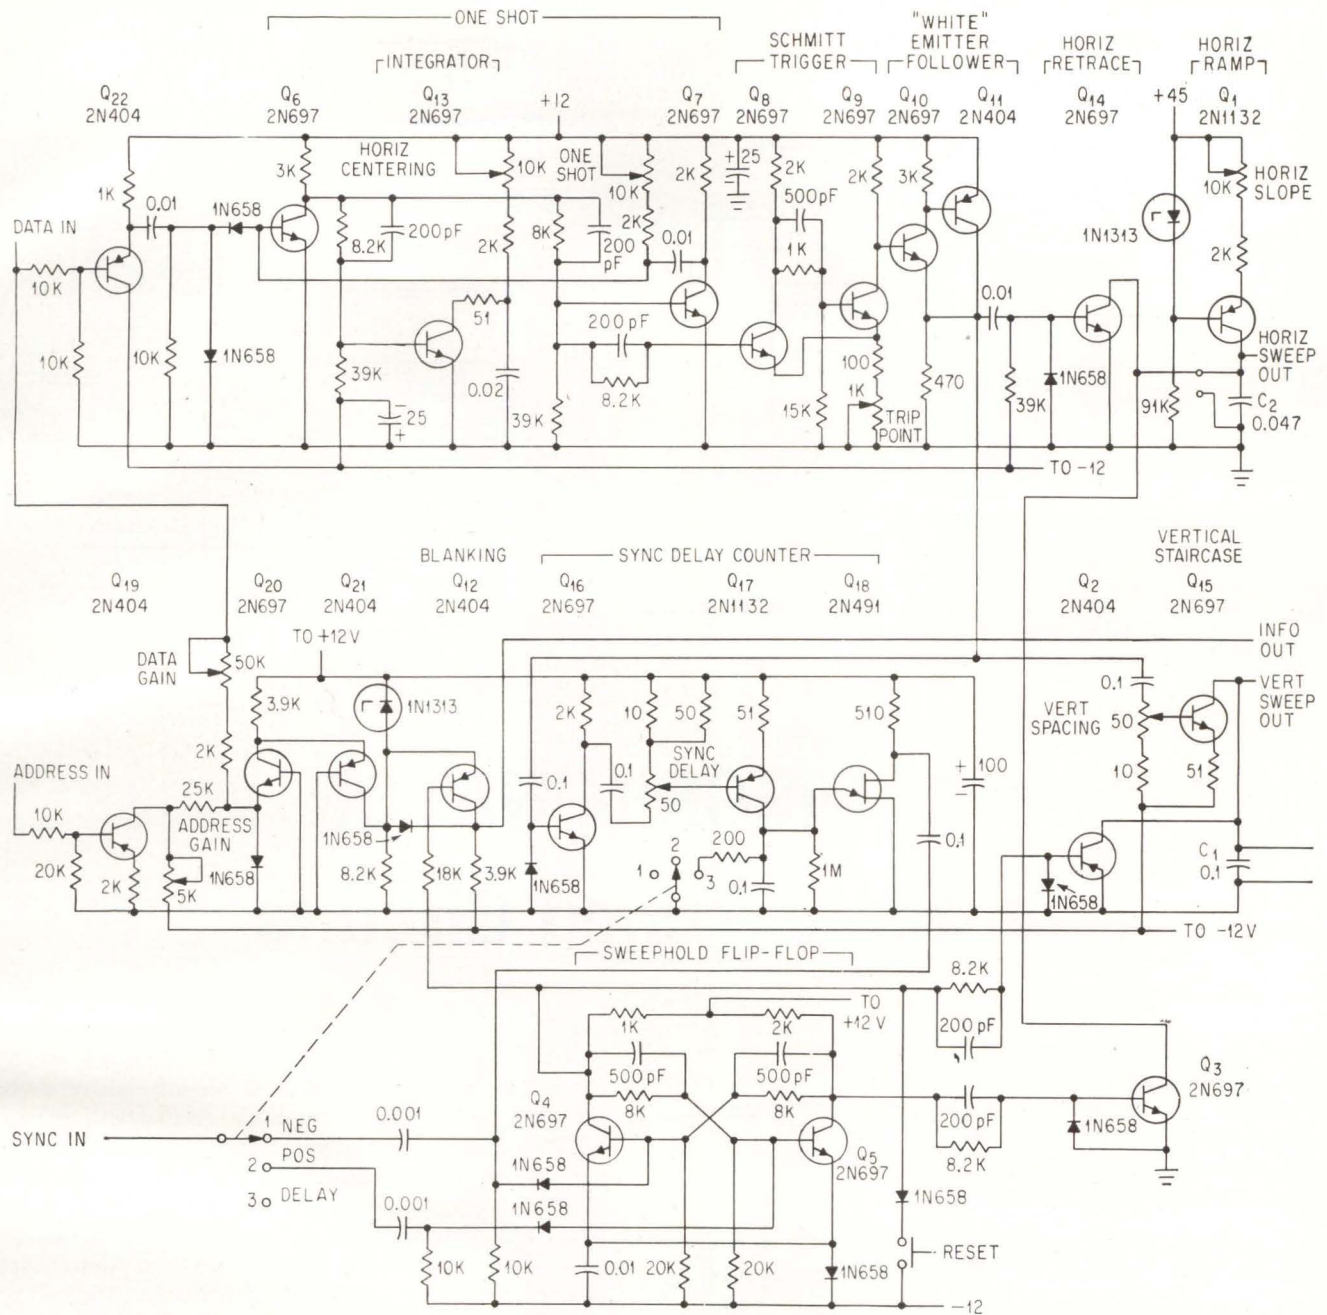 ONE SHOT
"WHITE"
SCHMITT EMITTER HORIZ HORIZ
INTEGRATOR TRIGGER FOLLOWER RETRACE RAMP
Q22 Q6 Q13 +12 Q7 Q8 Q9 Q10 Q11 Q14 +45 Q1
2N404 2N697 2N697 2N697 2N697 2N697 2N697 2N404 2N697 2N1132
HORIZ
CENTERING
ONE
SHOT
3K 10K 10K 2K + 25 − 2K 2K 3K 10K
HORIZ
SLOPE
1K 0.01 1N658 500pF
DATA IN
8.2K 200pF 2K 8K 200
pF
2K 0.01 1K 1N1313 2K
10K 51 200pF 0.01
10K 10K 1N658 39K 0.02 8.2K 100 470 39K 1N658 91K
HORIZ
SWEEP
OUT
− 25 + 39K 15K 1K
TRIP
POINT
C2
0.047
TO −12
BLANKING SYNC DELAY COUNTER
VERTICAL
STAIRCASE
Q19 Q20 Q21 Q12 Q16 Q17 Q18 Q2 Q15
2N404 2N697 2N404 2N404 2N697 2N1132 2N491 2N404 2N697
TO +12V
INFO
OUT
DATA
GAIN
50K 3.9K 1N1313 2K 10 50 51 510 0.1
VERT
SWEEP
OUT
VERT
SPACING
50
2K 0.1 0.1
SYNC
DELAY
50 + 100 − 10 51
ADDRESS IN
10K 25K
ADDRESS
GAIN
1N658 200 0.1
20K 2K 5K 1N658 8.2K 18K 3.9K 1N658 1 2 3 0.1 1M 1N658
C1
0.1
TO −12V
SWEEPHOLD FLIP-FLOP
8.2K
TO
+12 V
1K 2K 200pF
500pF 500pF
8K 8K 200pF
Q4
2N697
Q5
2N697
Q3
2N697
SYNC IN
1 NEG 0.001
2 POS
3 DELAY 0.001
1N658
1N658
8.2K 1N658
1N658
RESET
10K 10K 0.01 20K 20K 1N658
−12